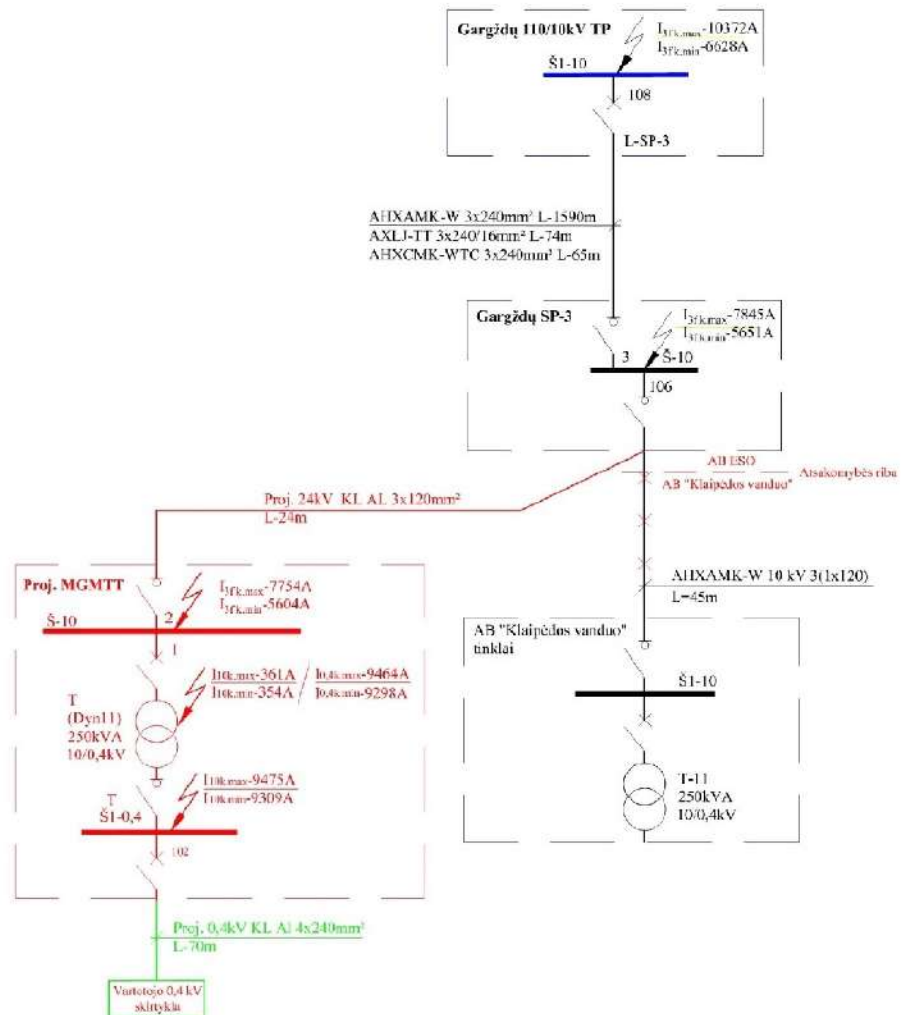 Gargždų 110/10kV TP
I3fk.max-10372A
I3fk.min-6628A
Š1-10
108
L-SP-3
AHXAMK-W 3x240mm² L-1590m
AXLJ-TT 3x240/16mm² L-74m
AHXCMK-WTC 3x240mm² L-65m
Gargždų SP-3
I3fk.max-7845A
I3fk.min-5651A
3
Š-10
106
AB ESO
Atsakomybės riba
AB "Klaipėdos vanduo"
Proj. 24kV KL AL 3x120mm²
L-24m
Proj. MGMTT
I3fk.max-7754A
I3fk.min-5604A
Š-10
2
1
I10k.max-361A / I0,4k.max-9464A
I10k.min-354A / I0,4k.min-9298A
T
(Dyn11)
250kVA
10/0,4kV
I10k.max-9475A
I10k.min-9309A
T
Š1-0,4
102
AHXAMK-W 10 kV 3(1x120)
L=45m
AB "Klaipėdos vanduo"
tinklai
Š1-10
T-11
250kVA
10/0,4kV
Proj. 0,4kV KL Al 4x240mm²
L-70m
Vartotojo 0,4 kV
skirtykla